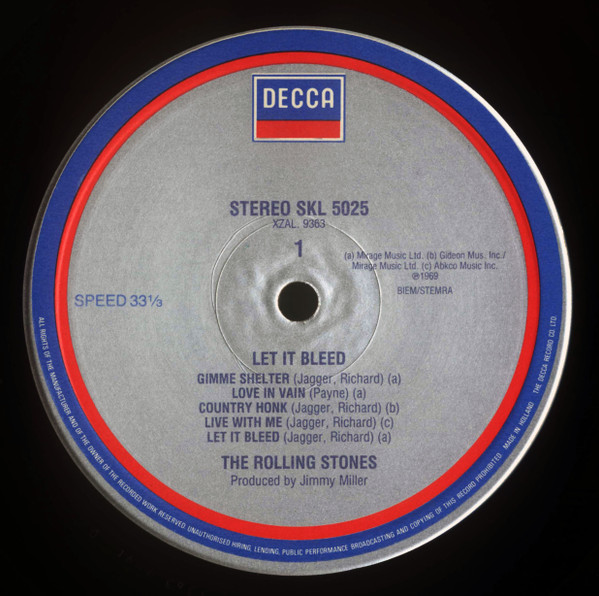 DECCA
STEREO SKL 5025
XZAL. 9363
1
(a) Mirage Music Ltd. (b) Gideon Mus. Inc./
Mirage Music Ltd. (c) Abkco Music Inc.
℗1969
BIEM/STEMRA
SPEED 33⅓
LET IT BLEED
GIMME SHELTER (Jagger, Richard) (a)
LOVE IN VAIN (Payne) (a)
COUNTRY HONK (Jagger, Richard) (b)
LIVE WITH ME (Jagger, Richard) (c)
LET IT BLEED (Jagger, Richard) (a)
THE ROLLING STONES
Produced by Jimmy Miller
ALL RIGHTS OF THE MANUFACTURER AND OF THE OWNER OF THE RECORDED WORK RESERVED. UNAUTHORISED HIRING, LENDING, PUBLIC PERFORMANCE BROADCASTING AND COPYING OF THIS RECORD PROHIBITED. MADE IN HOLLAND THE DECCA RECORD CO LTD.